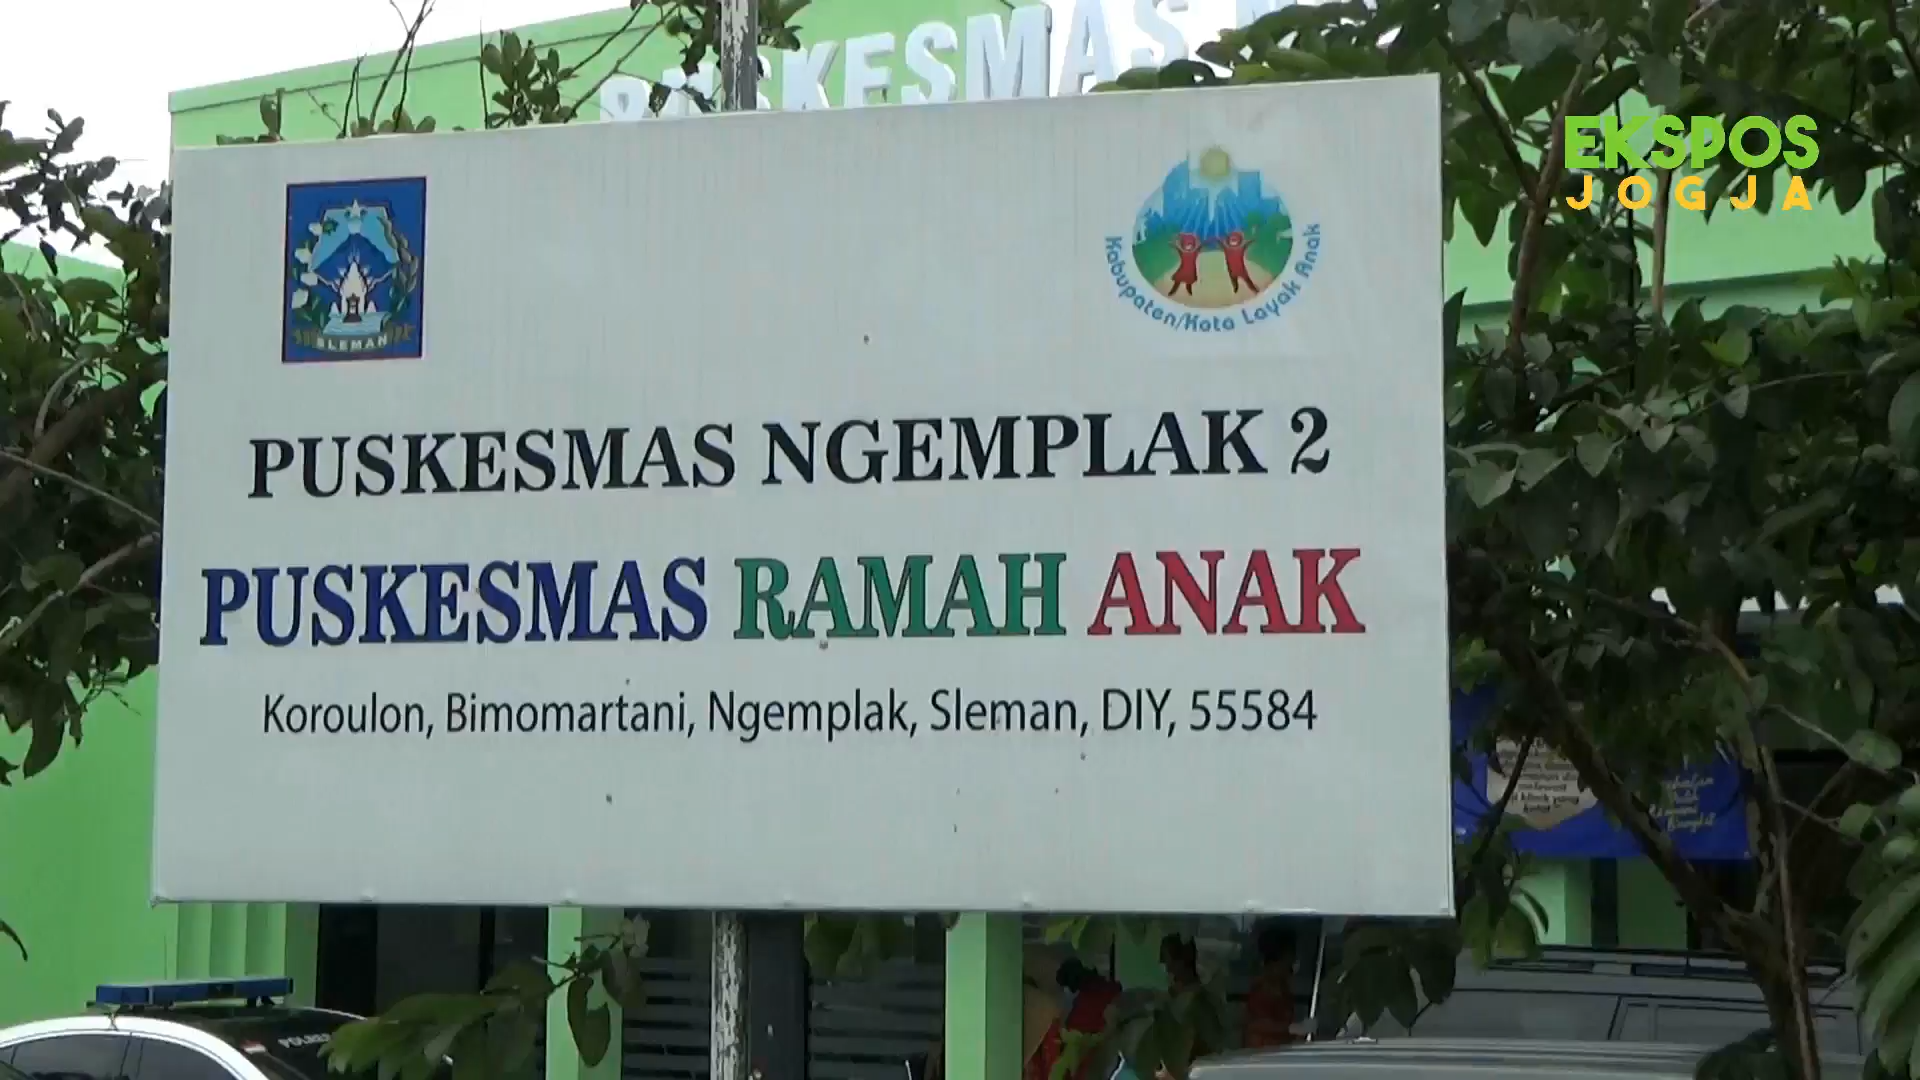 PUSKESMAS
EKSPOS
JOGJA
SLEMAN
Kabupaten/Kota Layak Anak
PUSKESMAS NGEMPLAK 2
PUSKESMAS RAMAH ANAK
Koroulon, Bimomartani, Ngemplak, Sleman, DIY, 55584